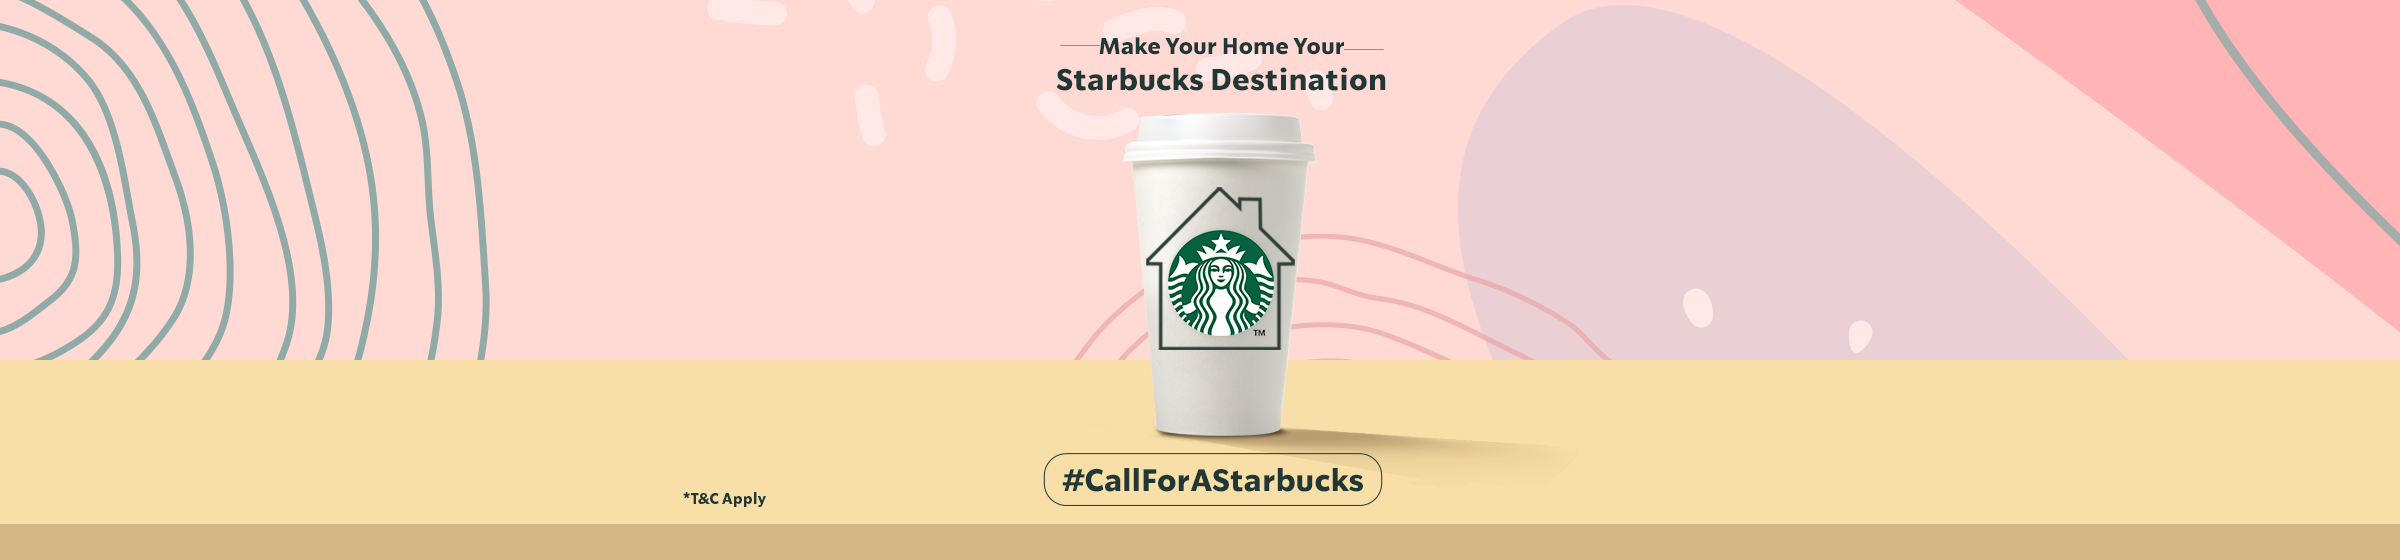 Make Your Home Your
Starbucks Destination
TM
#CallForAStarbucks
*T&C Apply